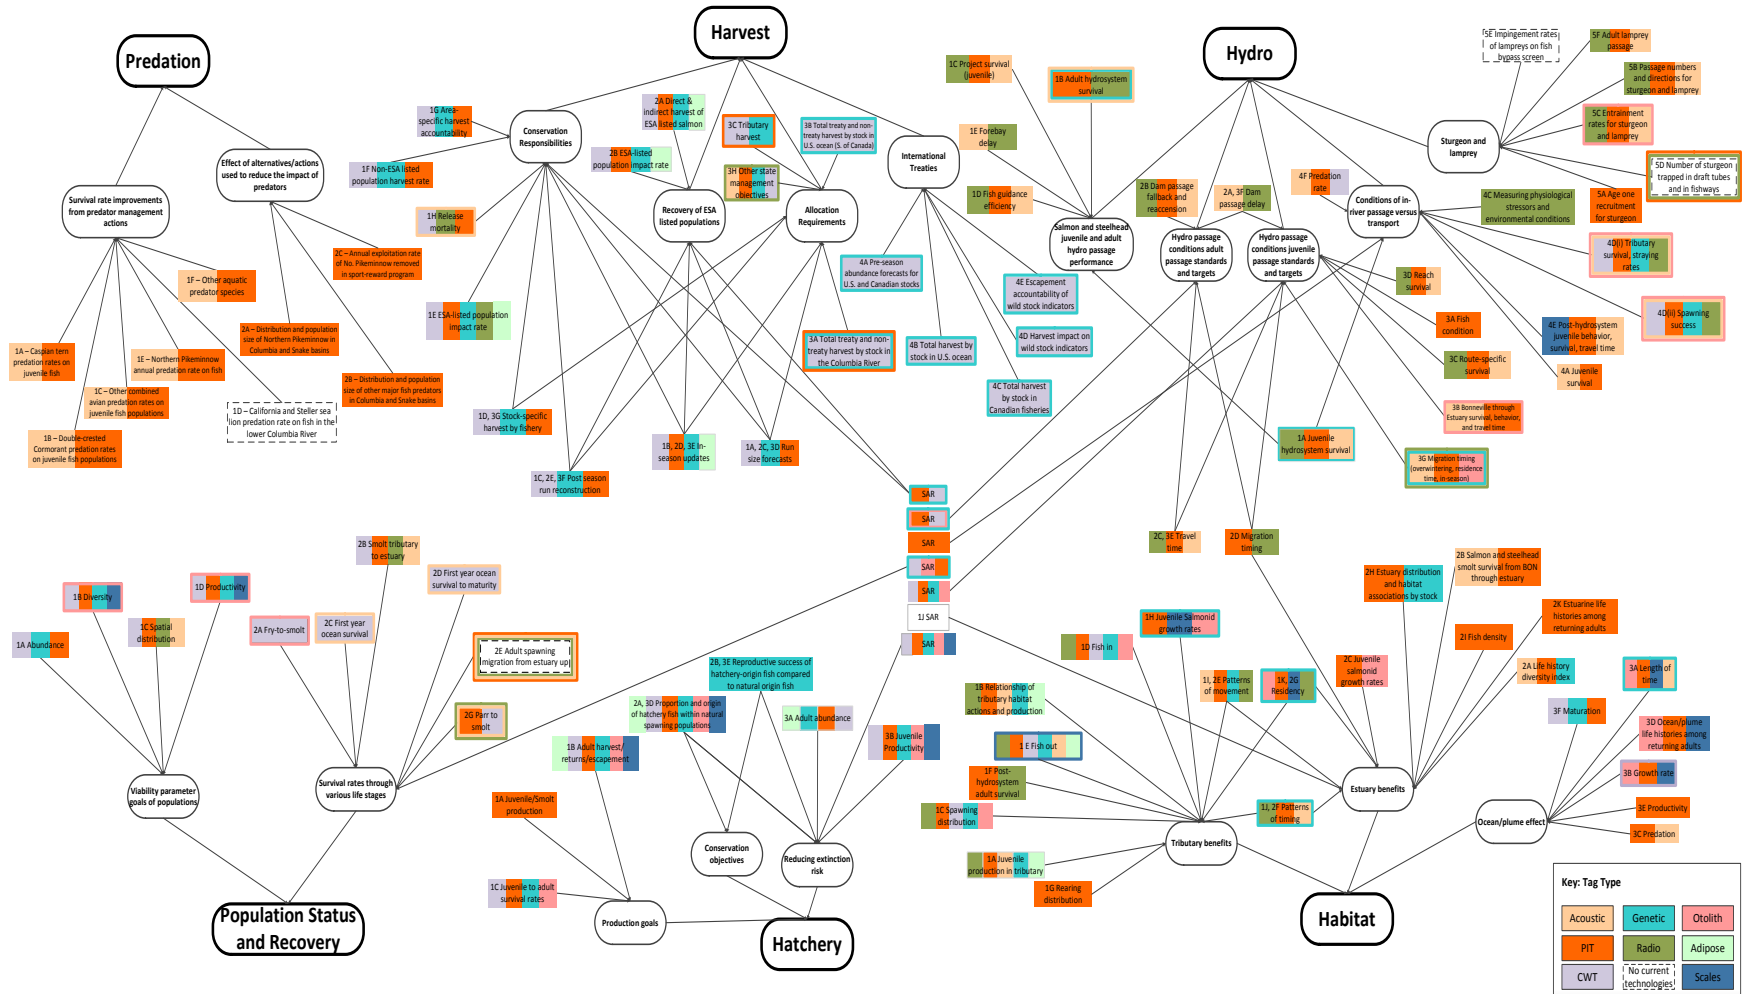 Predation
Harvest
Hydro
Survival rate improvements
from predator management
actions
Effect of alternatives/actions
used to reduce the impact of
predators
1F – Other aquatic
predator species
2C – Annual exploitation rate
of No. Pikeminnow removed
in sport-reward program
1A – Caspian tern
predation rates on
juvenile fish
1E – Northern Pikeminnow
annual predation rate on fish
2A – Distribution and population
size of Northern Pikeminnow in
Columbia and Snake basins
1C – Other combined
avian predation rates on
juvenile fish populations
2B – Distribution and population
size of other major fish predators
in Columbia and Snake basins
1D – California and Steller sea
lion predation rate on fish in the
lower Columbia River
1B – Double-crested
Cormorant predation rates
on juvenile fish populations
1G Area-
specific harvest
accountability
1F Non-ESA listed
population harvest rate
1H Release
mortality
1E ESA-listed population
impact rate
Conservation
Responsibilities
2A Direct &
indirect harvest of
ESA listed salmon
2B ESA-listed
population impact rate
3C Tributary
harvest
3B Total treaty and non-
treaty harvest by stock in
U.S. ocean (S. of Canada)
3H Other state
management
objectives
Recovery of ESA
listed populations
Allocation
Requirements
International
Treaties
4A Pre-season
abundance forecasts for
U.S. and Canadian stocks
4E Escapement
accountability of
wild stock indicators
3A Total treaty and non-
treaty harvest by stock in
the Columbia River
4B Total harvest by
stock in U.S. ocean
4D Harvest impact on
wild stock indicators
4C Total harvest
by stock in
Canadian fisheries
1D, 3G Stock-specific
harvest by fishery
1B, 2D, 3E In-
season updates
1A, 2C, 3D Run
size forecasts
1C, 2E, 3F Post season
run reconstruction
1C Project survival
(juvenile)
1B Adult hydrosystem
survival
1E Forebay
delay
1D Fish guidance
efficiency
Salmon and steelhead
juvenile and adult
hydro passage
performance
2B Dam passage
fallback and
reaccension
2A, 3F Dam
passage delay
Hydro passage
conditions adult
passage standards
and targets
Hydro passage
conditions juvenile
passage standards
and targets
4F Predation
rate
Conditions of in-
river passage versus
transport
Sturgeon and
lamprey
5E Impingement rates
of lampreys on fish
bypass screen
5F Adult lamprey
passage
5B Passage numbers
and directions for
sturgeon and lamprey
5C Entrainment
rates for sturgeon
and lamprey
5D Number of sturgeon
trapped in draft tubes
and in fishways
5A Age one
recruitment
for sturgeon
4C Measuring physiological
stressors and
environmental conditions
4D(i) Tributary
survival, straying
rates
4D(ii) Spawning
success
3D Reach
survival
3A Fish
condition
4E Post-hydrosystem
juvenile behavior,
survival, travel time
3C Route-specific
survival
4A Juvenile
survival
3B Bonneville through
Estuary survival, behavior,
and travel time
1A Juvenile
hydrosystem survival
3G Migration timing
(overwintering, residence
time, in-season)
2C, 3E Travel
time
2D Migration
timing
SAR
SAR
SAR
SAR
SAR
1J SAR
SAR
2B Smolt tributary
to estuary
1B Diversity
1D Productivity
1A Abundance
1C Spatial
distribution
2D First year ocean
survival to maturity
2A Fry-to-smolt
2C First year
ocean survival
2E Adult spawning
migration from estuary up
2G Parr to
smolt
Viability parameter
goals of populations
Survival rates through
various life stages
Population Status
and Recovery
2B, 3E Reproductive success of
hatchery-origin fish compared
to natural origin fish
2A, 3D Proportion and origin
of hatchery fish within natural
spawning populations
3A Adult abundance
3B Juvenile
Productivity
1B Adult harvest/
returns/escapement
1A Juvenile/Smolt
production
1C Juvenile to adult
survival rates
Conservation
objectives
Reducing extinction
risk
Production goals
Hatchery
1H Juvenile Salmonid
growth rates
1D Fish in
1B Relationship of
tributary habitat
actions and production
1I, 2E Patterns
of movement
1K, 2G
Residency
1 E Fish out
1F Post-
hydrosystem
adult survival
1C Spawning
distribution
1J, 2F Patterns
of timing
1A Juvenile
production in tributary
1G Rearing
distribution
Tributary benefits
2H Estuary distribution
and habitat
associations by stock
2B Salmon and steelhead
smolt survival from BON
through estuary
2K Estuarine life
histories among
returning adults
2I Fish density
2C Juvenile
salmonid
growth rates
2A Life history
diversity index
Estuary benefits
3A Length of
time
3F Maturation
3D Ocean/plume
life histories among
returning adults
3B Growth rate
3E Productivity
3C Predation
Ocean/plume effect
Habitat
Key: Tag Type
Acoustic
Genetic
Otolith
PIT
Radio
Adipose
CWT
No current
technologies
Scales